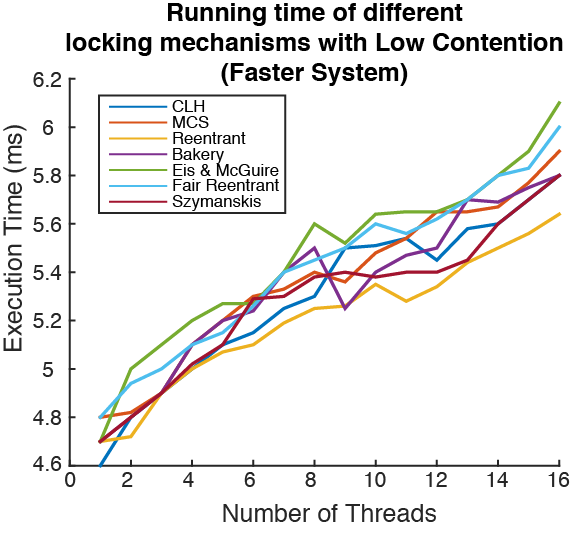 Running time of different
locking mechanisms with Low Contention
(Faster System)
6.2
6
5.8
5.6
5.4
5.2
5
4.8
4.6
Execution Time (ms)
CLH
MCS
Reentrant
Bakery
Eis & McGuire
Fair Reentrant
Szymanskis
0 2 4 6 8 10 12 14 16
Number of Threads